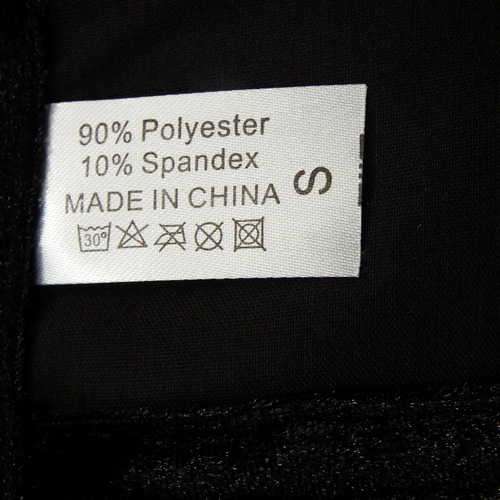 90% Polyester
10% Spandex
MADE IN CHINA
S
30°